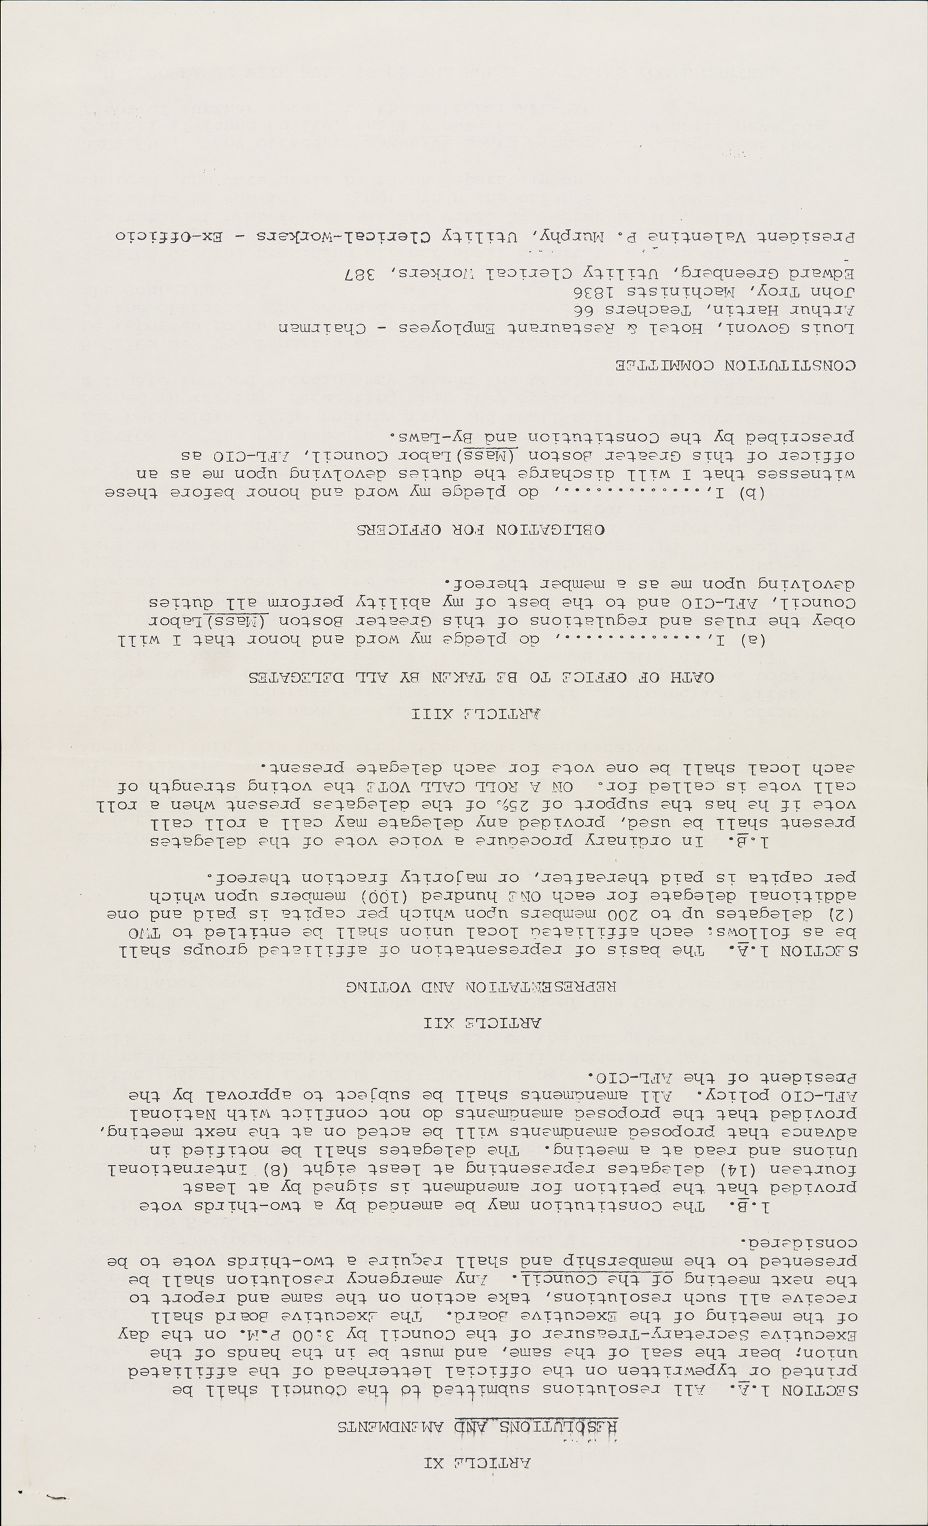 ARTICLE XI
RESOLUTIONS AND AMENDMENTS
SECTION 1.A. All resolutions submitted to the Council shall be
printed or typewritten on the official letterhead of the affiliated
union; bear the seal of the same, and must be in the hands of the
Executive Secretary-Treasurer of the Council by 3:00 P.M. on the day
of the meeting of the Executive Board. The Executive Board shall
receive all such resolutions, take action on the same and report to
the next meeting of the Council. Any emergency resolution shall be
presented to the membership and shall require a two-thirds vote to be
considered.
1.B. The Constitution may be amended by a two-thirds vote
provided that the petition for amendment is signed by at least
fourteen (14) delegates representing at least eight (8) International
Unions and read at a meeting. The delegates shall be notified in
advance that proposed amendments will be acted on at the next meeting,
provided that the proposed amendments do not conflict with National
AFL-CIO policy. All amendments shall be subject to approval by the
President of the AFL-CIO.
ARTICLE XII
REPRESENTATION AND VOTING
SECTION 1.A. The basis of representation of affiliated groups shall
be as follows; each affiliated local union shall be entitled to TWO
(2) delegates up to 200 members upon which per capita is paid and one
additional delegate for each ONE hundred (100) members upon which
per capita is paid thereafter, or majority fraction thereof.
1.B. In ordinary procedure a voice vote of the delegates
present shall be used, provided any delegate may call a roll call
vote if he has the support of 25% of the delegates present when a roll
call vote is called for. ON A ROLL CALL VOTE the voting strength of
each local shall be one vote for each delegate present.
ARTICLE XIII
OATH OF OFFICE TO BE TAKEN BY ALL DELEGATES
(a) I,..............., do pledge my word and honor that I will
obey the rules and regulations of this Greater Boston (Mass) Labor
Council, AFL-CIO and to the best of my ability perform all duties
devolving upon me as a member thereof.
OBLIGATION FOR OFFICERS
(b) I,..............., do pledge my word and honor before these
witnesses that I will discharge the duties devolving upon me as an
officer of this Greater Boston (Mass) Labor Council, AFL-CIO as
prescribed by the Constitution and By-Laws.
CONSTITUTION COMMITTEE
Louis Govoni, Hotel & Restaurant Employees - Chairman
Arthur Hartin, Teachers 66
John Troy, Machinists 1836
Edward Greenberg, Utility Clerical Workers, 387
President Valentine P. Murphy, Utility Clerical-Workers - Ex-Officio